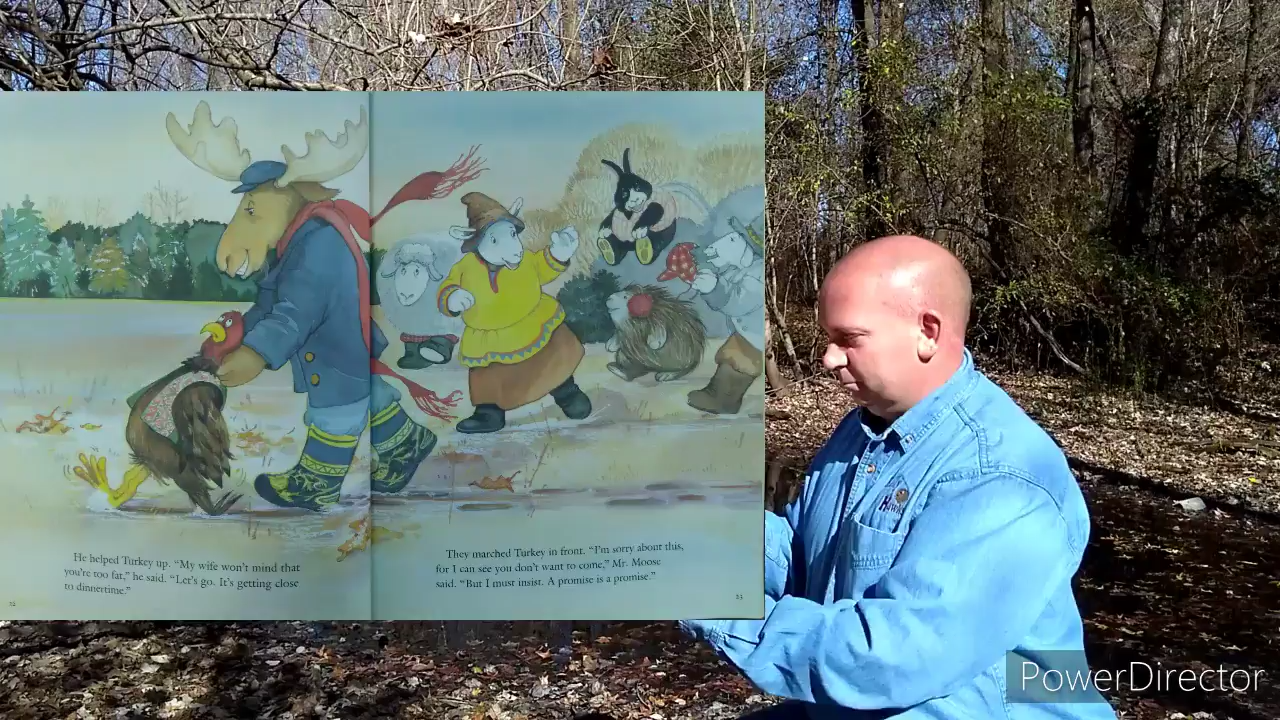 He helped Turkey up. "My wife won't mind that
you're too fat," he said. "Let's go. It's getting close
to dinnertime."
They marched Turkey in front. "I'm sorry about this,
for I can see you don't want to come," Mr. Moose
said. "But I must insist. A promise is a promise."
23
PowerDirector